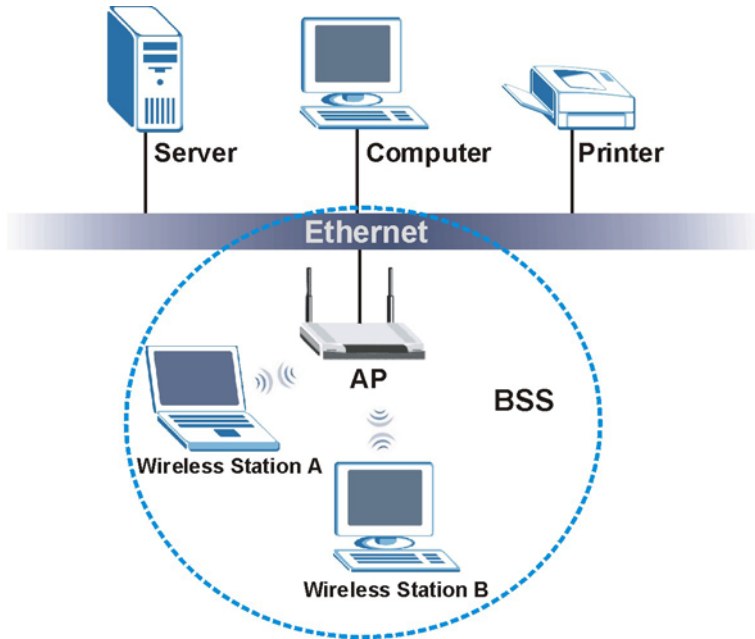 Server
Computer
Printer
Ethernet
AP
BSS
Wireless Station A
Wireless Station B